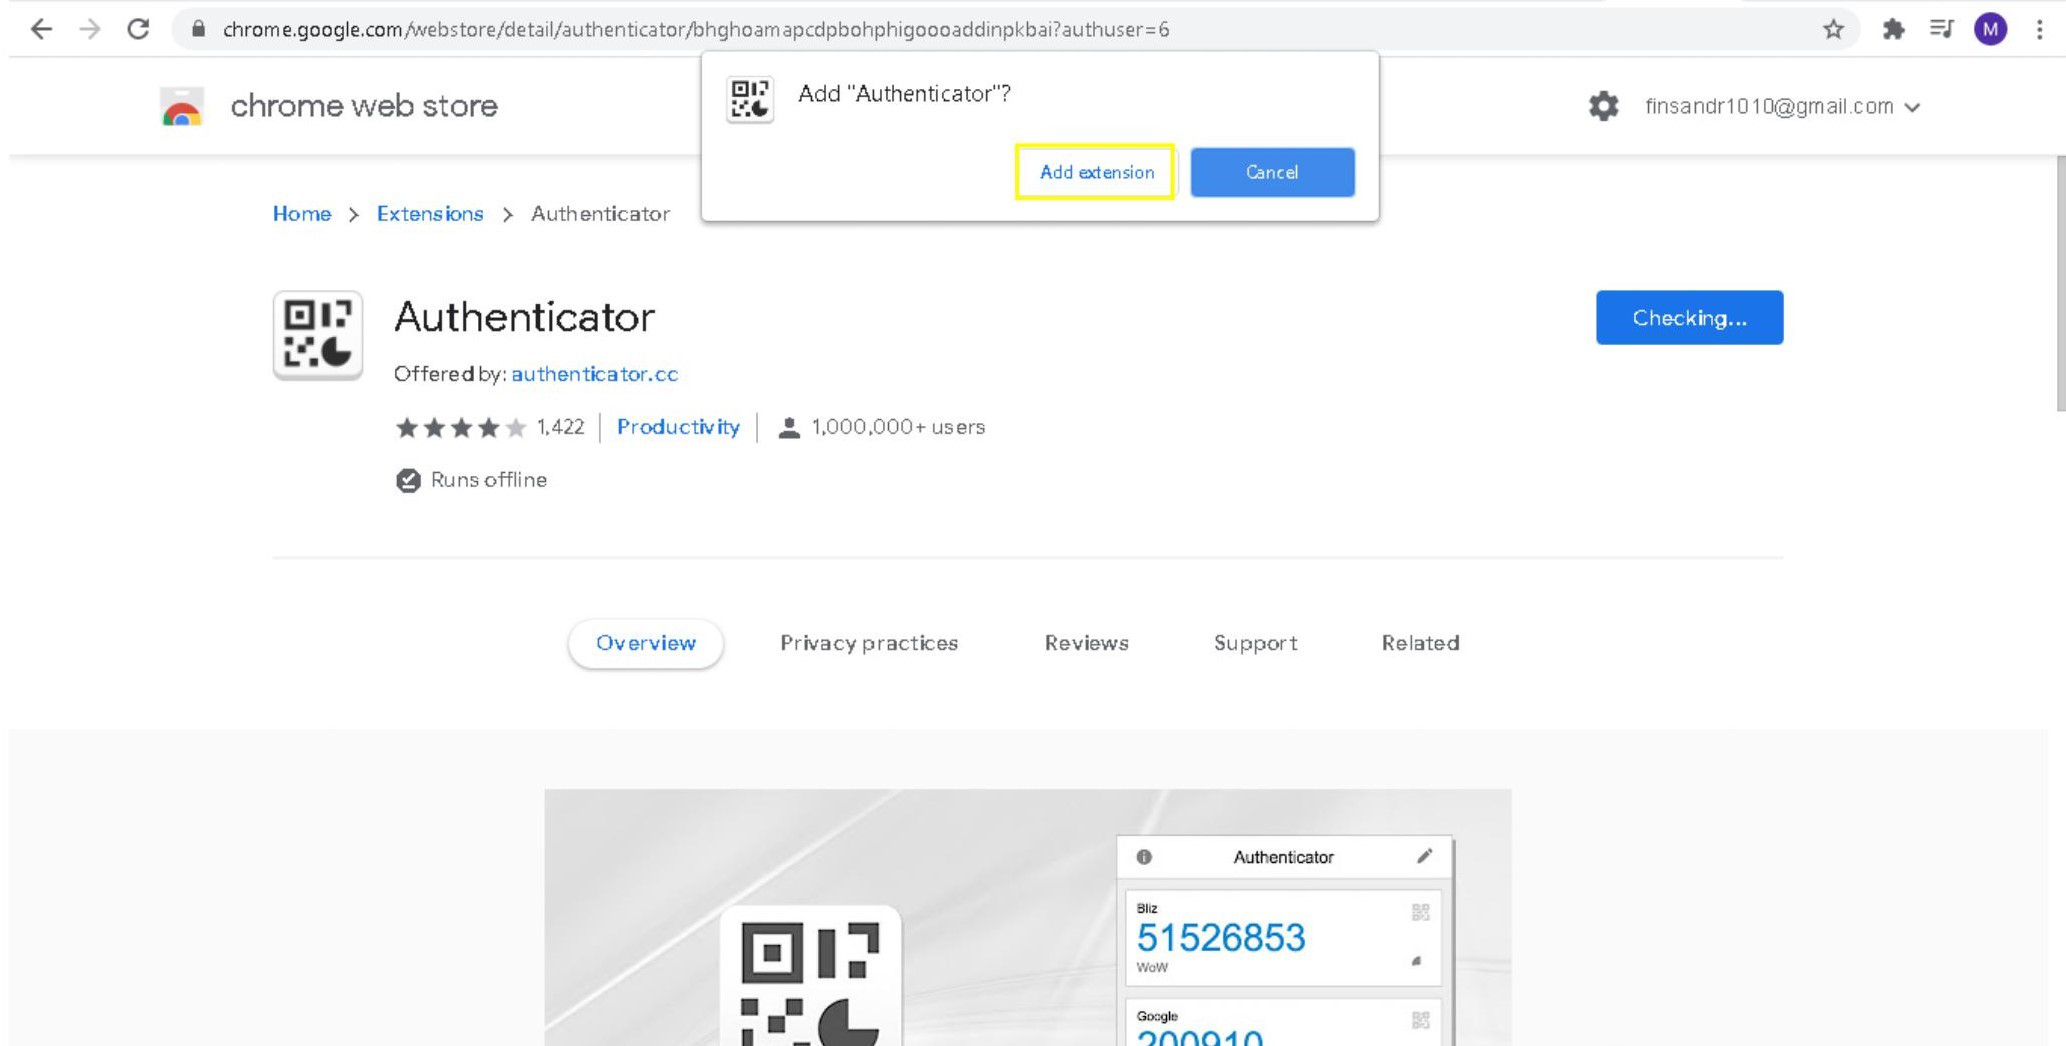 chrome.google.com/webstore/detail/authenticator/bhghoamapcdpbohphigoooaddinpkbai?authuser=6
M
chrome web store
Add "Authenticator"?
finsandr1010@gmail.com
Add extension
Cancel
Home > Extensions > Authenticator
Authenticator
Checking...
Offered by: authenticator.cc
1,422
Productivity
1,000,000+ users
Runs offline
Overview
Privacy practices
Reviews
Support
Related
Authenticator
Bliz
51526853
WoW
Google
200910